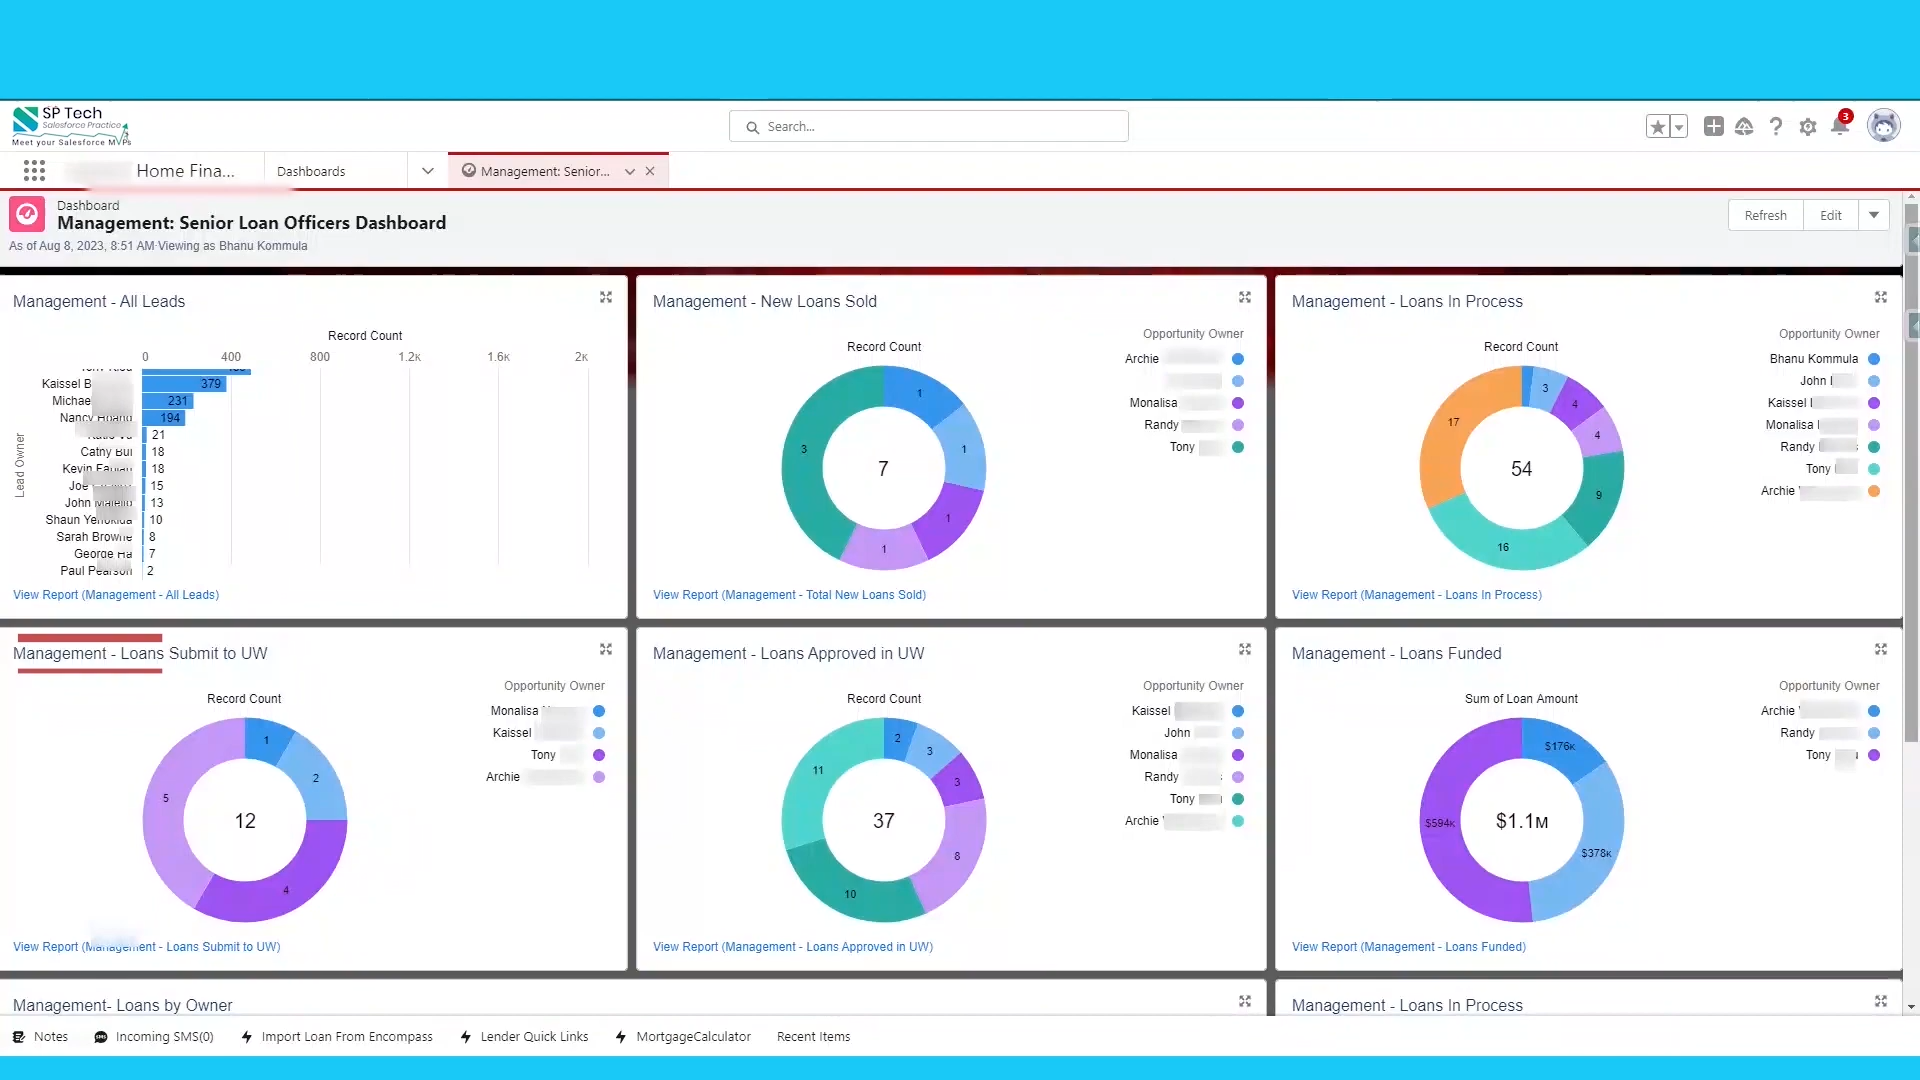 SP Tech
Salesforce Practice
Meet your Salesforce MVPs
Search...
3
Home Fina...
Dashboards
Management: Senior...
Dashboard
Management: Senior Loan Officers Dashboard
As of Aug 8, 2023, 8:51 AM·Viewing as Bhanu Kommula
Refresh
Edit
Management - All Leads
Record Count
0 400 800 1.2K 1.6K 2K
Lead Owner
Kaissel B 379
Michae 231
Nancy Hoang 194
21
Cathy Bui 18
Kevin 18
Joe 15
John Maiello 13
Shaun 10
Sarah Browne 8
George Ha 7
Paul Pearson 2
View Report (Management - All Leads)
Management - New Loans Sold
Record Count
1
1
1
1
3
7
Opportunity Owner
Archie
Monalisa
Randy
Tony
View Report (Management - Total New Loans Sold)
Management - Loans In Process
Record Count
3
4
4
9
16
17
54
Opportunity Owner
Bhanu Kommula
John
Kaissel
Monalisa
Randy
Tony
Archie
View Report (Management - Loans In Process)
Management - Loans Submit to UW
Record Count
1
2
4
5
12
Opportunity Owner
Monalisa
Kaissel
Tony
Archie
View Report (Management - Loans Submit to UW)
Management - Loans Approved in UW
Record Count
2
3
3
8
10
11
37
Opportunity Owner
Kaissel
John
Monalisa
Randy
Tony
Archie
View Report (Management - Loans Approved in UW)
Management - Loans Funded
Sum of Loan Amount
$176K
$378K
$594K
$1.1M
Opportunity Owner
Archie
Randy
Tony
View Report (Management - Loans Funded)
Management- Loans by Owner
Management - Loans In Process
Notes
Incoming SMS(0)
Import Loan From Encompass
Lender Quick Links
MortgageCalculator
Recent Items